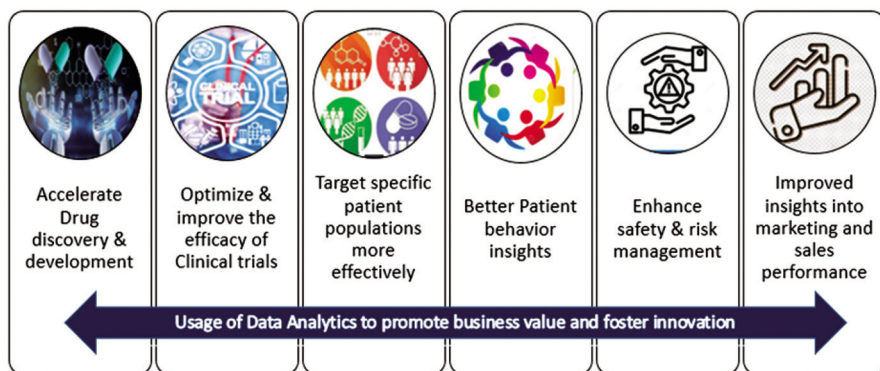 CLINICAL
TRIAL
Accelerate
Drug
discovery &
development
Optimize &
improve the
efficacy of
Clinical trials
Target specific
patient
populations
more
effectively
Better Patient
behavior
insights
Enhance
safety & risk
management
Improved
insights into
marketing and
sales
performance
Usage of Data Analytics to promote business value and foster innovation